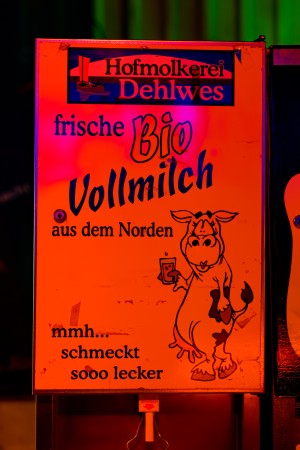 Hofmolkerei
Dehlwes
frische Bio
Vollmilch
aus dem Norden
mmh...
schmeckt
sooo lecker